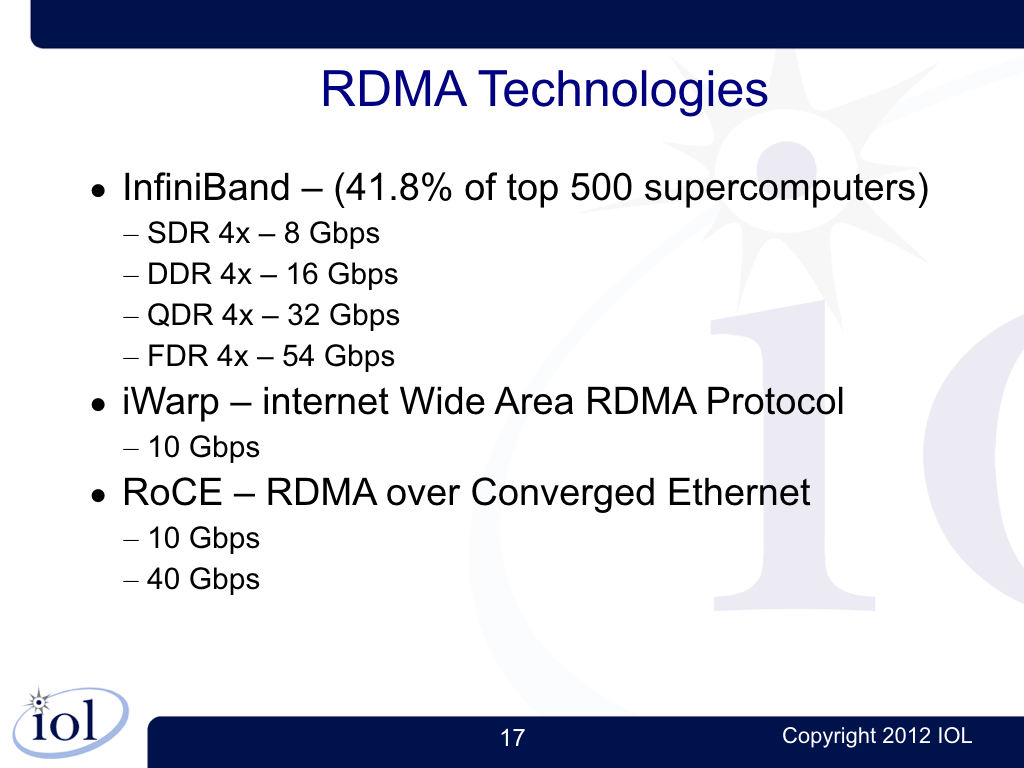 RDMA Technologies
● InfiniBand – (41.8% of top 500 supercomputers)
– SDR 4x – 8 Gbps
– DDR 4x – 16 Gbps
– QDR 4x – 32 Gbps
– FDR 4x – 54 Gbps
● iWarp – internet Wide Area RDMA Protocol
– 10 Gbps
● RoCE – RDMA over Converged Ethernet
– 10 Gbps
– 40 Gbps
iol
17
Copyright 2012 IOL